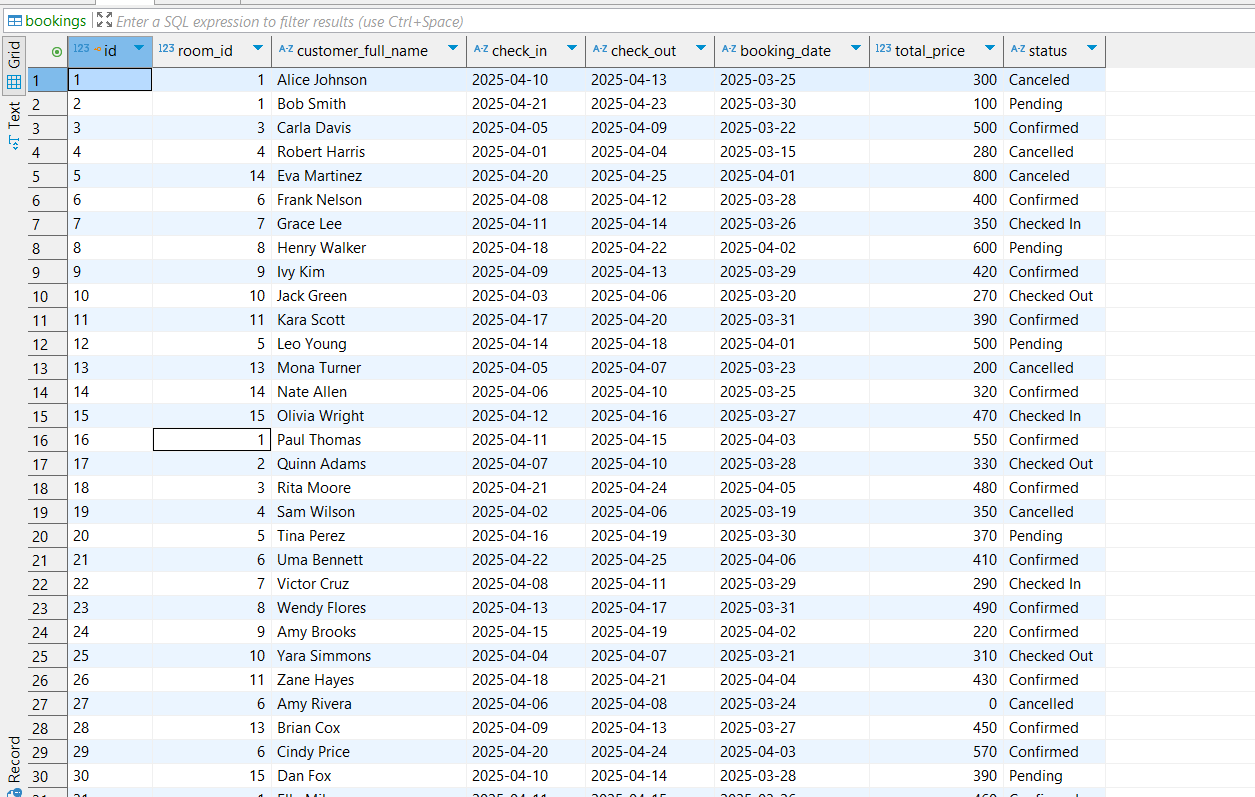 bookings Enter a SQL expression to filter results (use Ctrl+Space)
Grid
Text
Record
123 id 123 room_id A-Z customer_full_name A-Z check_in A-Z check_out A-Z booking_date 123 total_price A-Z status
1 1 1 Alice Johnson 2025-04-10 2025-04-13 2025-03-25 300 Canceled
2 2 1 Bob Smith 2025-04-21 2025-04-23 2025-03-30 100 Pending
3 3 3 Carla Davis 2025-04-05 2025-04-09 2025-03-22 500 Confirmed
4 4 4 Robert Harris 2025-04-01 2025-04-04 2025-03-15 280 Cancelled
5 5 14 Eva Martinez 2025-04-20 2025-04-25 2025-04-01 800 Canceled
6 6 6 Frank Nelson 2025-04-08 2025-04-12 2025-03-28 400 Confirmed
7 7 7 Grace Lee 2025-04-11 2025-04-14 2025-03-26 350 Checked In
8 8 8 Henry Walker 2025-04-18 2025-04-22 2025-04-02 600 Pending
9 9 9 Ivy Kim 2025-04-09 2025-04-13 2025-03-29 420 Confirmed
10 10 10 Jack Green 2025-04-03 2025-04-06 2025-03-20 270 Checked Out
11 11 11 Kara Scott 2025-04-17 2025-04-20 2025-03-31 390 Confirmed
12 12 5 Leo Young 2025-04-14 2025-04-18 2025-04-01 500 Pending
13 13 13 Mona Turner 2025-04-05 2025-04-07 2025-03-23 200 Cancelled
14 14 14 Nate Allen 2025-04-06 2025-04-10 2025-03-25 320 Confirmed
15 15 15 Olivia Wright 2025-04-12 2025-04-16 2025-03-27 470 Checked In
16 16 1 Paul Thomas 2025-04-11 2025-04-15 2025-04-03 550 Confirmed
17 17 2 Quinn Adams 2025-04-07 2025-04-10 2025-03-28 330 Checked Out
18 18 3 Rita Moore 2025-04-21 2025-04-24 2025-04-05 480 Confirmed
19 19 4 Sam Wilson 2025-04-02 2025-04-06 2025-03-19 350 Cancelled
20 20 5 Tina Perez 2025-04-16 2025-04-19 2025-03-30 370 Pending
21 21 6 Uma Bennett 2025-04-22 2025-04-25 2025-04-06 410 Confirmed
22 22 7 Victor Cruz 2025-04-08 2025-04-11 2025-03-29 290 Checked In
23 23 8 Wendy Flores 2025-04-13 2025-04-17 2025-03-31 490 Confirmed
24 24 9 Amy Brooks 2025-04-15 2025-04-19 2025-04-02 220 Confirmed
25 25 10 Yara Simmons 2025-04-04 2025-04-07 2025-03-21 310 Checked Out
26 26 11 Zane Hayes 2025-04-18 2025-04-21 2025-04-04 430 Confirmed
27 27 6 Amy Rivera 2025-04-06 2025-04-08 2025-03-24 0 Cancelled
28 28 13 Brian Cox 2025-04-09 2025-04-13 2025-03-27 450 Confirmed
29 29 6 Cindy Price 2025-04-20 2025-04-24 2025-04-03 570 Confirmed
30 30 15 Dan Fox 2025-04-10 2025-04-14 2025-03-28 390 Pending